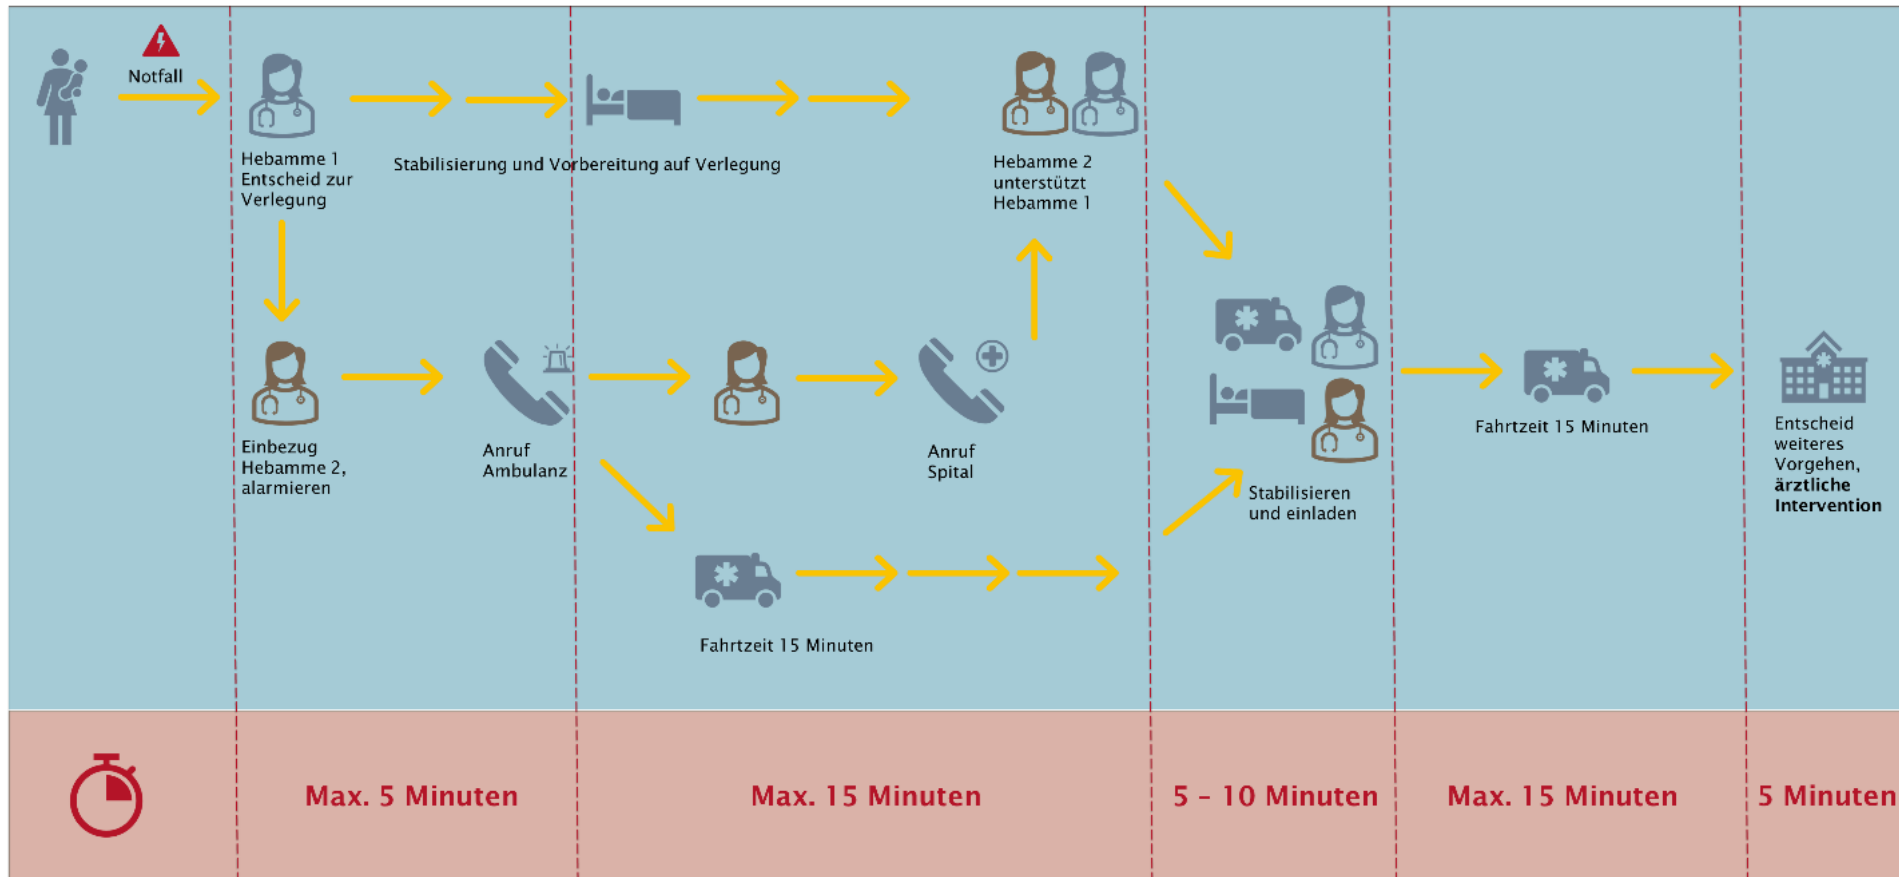 Notfall
Hebamme 1
Entscheid zur
Verlegung
Stabilisierung und Vorbereitung auf Verlegung
Hebamme 2
unterstützt
Hebamme 1
Einbezug
Hebamme 2,
alarmieren
Anruf
Ambulanz
Anruf
Spital
Fahrtzeit 15 Minuten
Stabilisieren
und einladen
Fahrtzeit 15 Minuten
Entscheid
weiteres
Vorgehen,
ärztliche
Intervention
Max. 5 Minuten
Max. 15 Minuten
5 – 10 Minuten
Max. 15 Minuten
5 Minuten